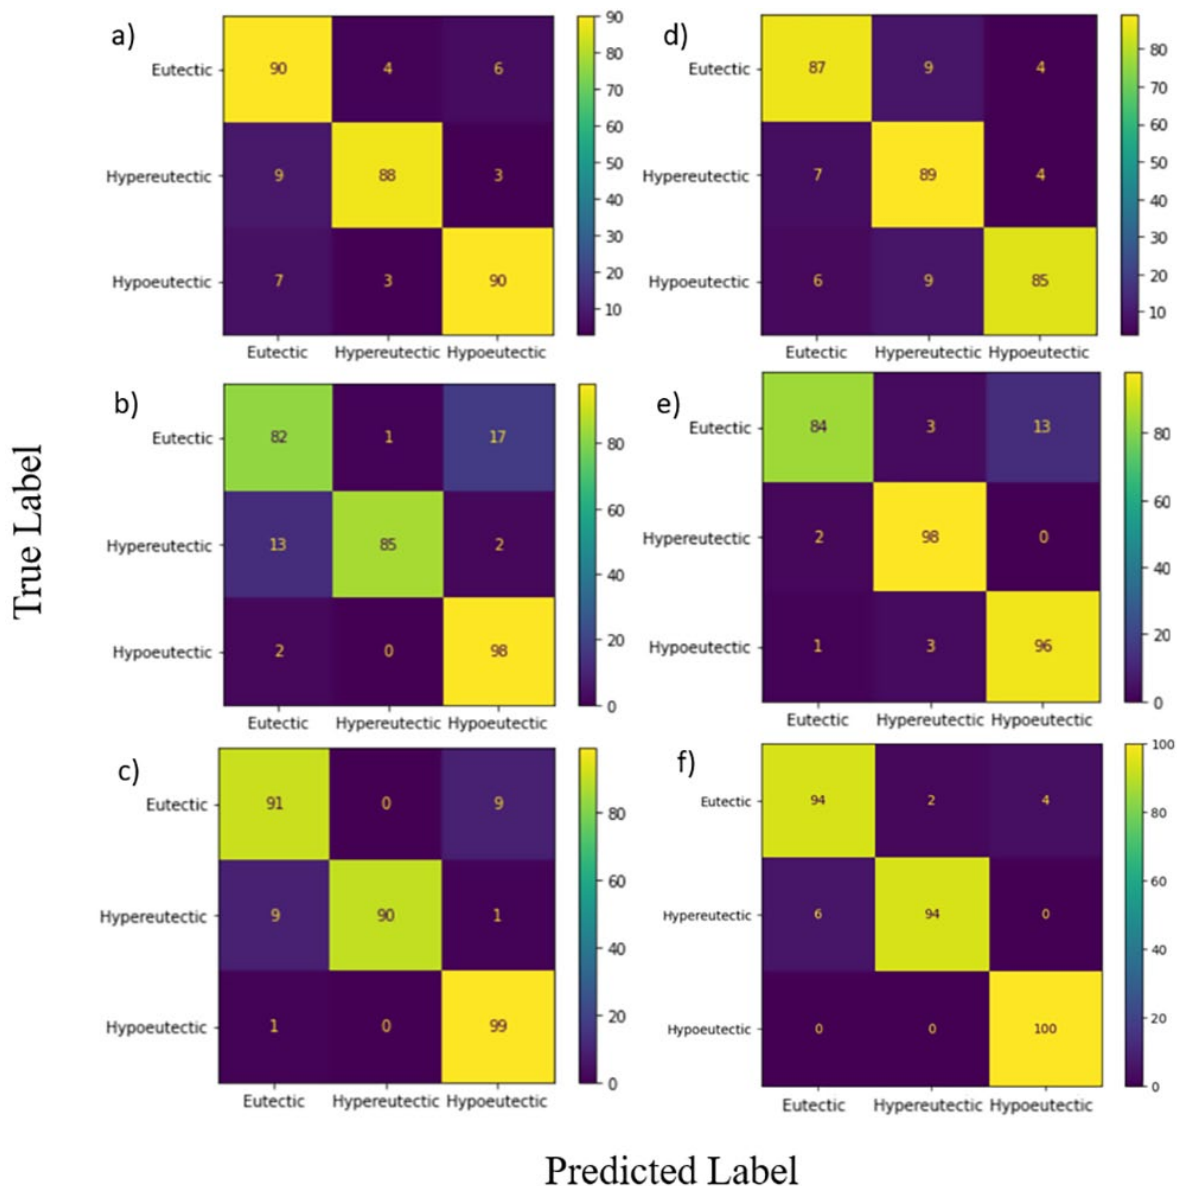 True Label
a)
Eutectic 90 4 6
Hypereutectic 9 88 3
Hypoeutectic 7 3 90
Eutectic Hypereutectic Hypoeutectic
90
80
70
60
50
40
30
20
10
d)
Eutectic 87 9 4
Hypereutectic 7 89 4
Hypoeutectic 6 9 85
Eutectic Hypereutectic Hypoeutectic
80
70
60
50
40
30
20
10
b)
Eutectic 82 1 17
Hypereutectic 13 85 2
Hypoeutectic 2 0 98
Eutectic Hypereutectic Hypoeutectic
80
60
40
20
0
e)
Eutectic 84 3 13
Hypereutectic 2 98 0
Hypoeutectic 1 3 96
Eutectic Hypereutectic Hypoeutectic
80
60
40
20
0
c)
Eutectic 91 0 9
Hypereutectic 9 90 1
Hypoeutectic 1 0 99
Eutectic Hypereutectic Hypoeutectic
80
60
40
20
0
f)
Eutectic 94 2 4
Hypereutectic 6 94 0
Hypoeutectic 0 0 100
Eutectic Hypereutectic Hypoeutectic
100
80
60
40
20
0
Predicted Label